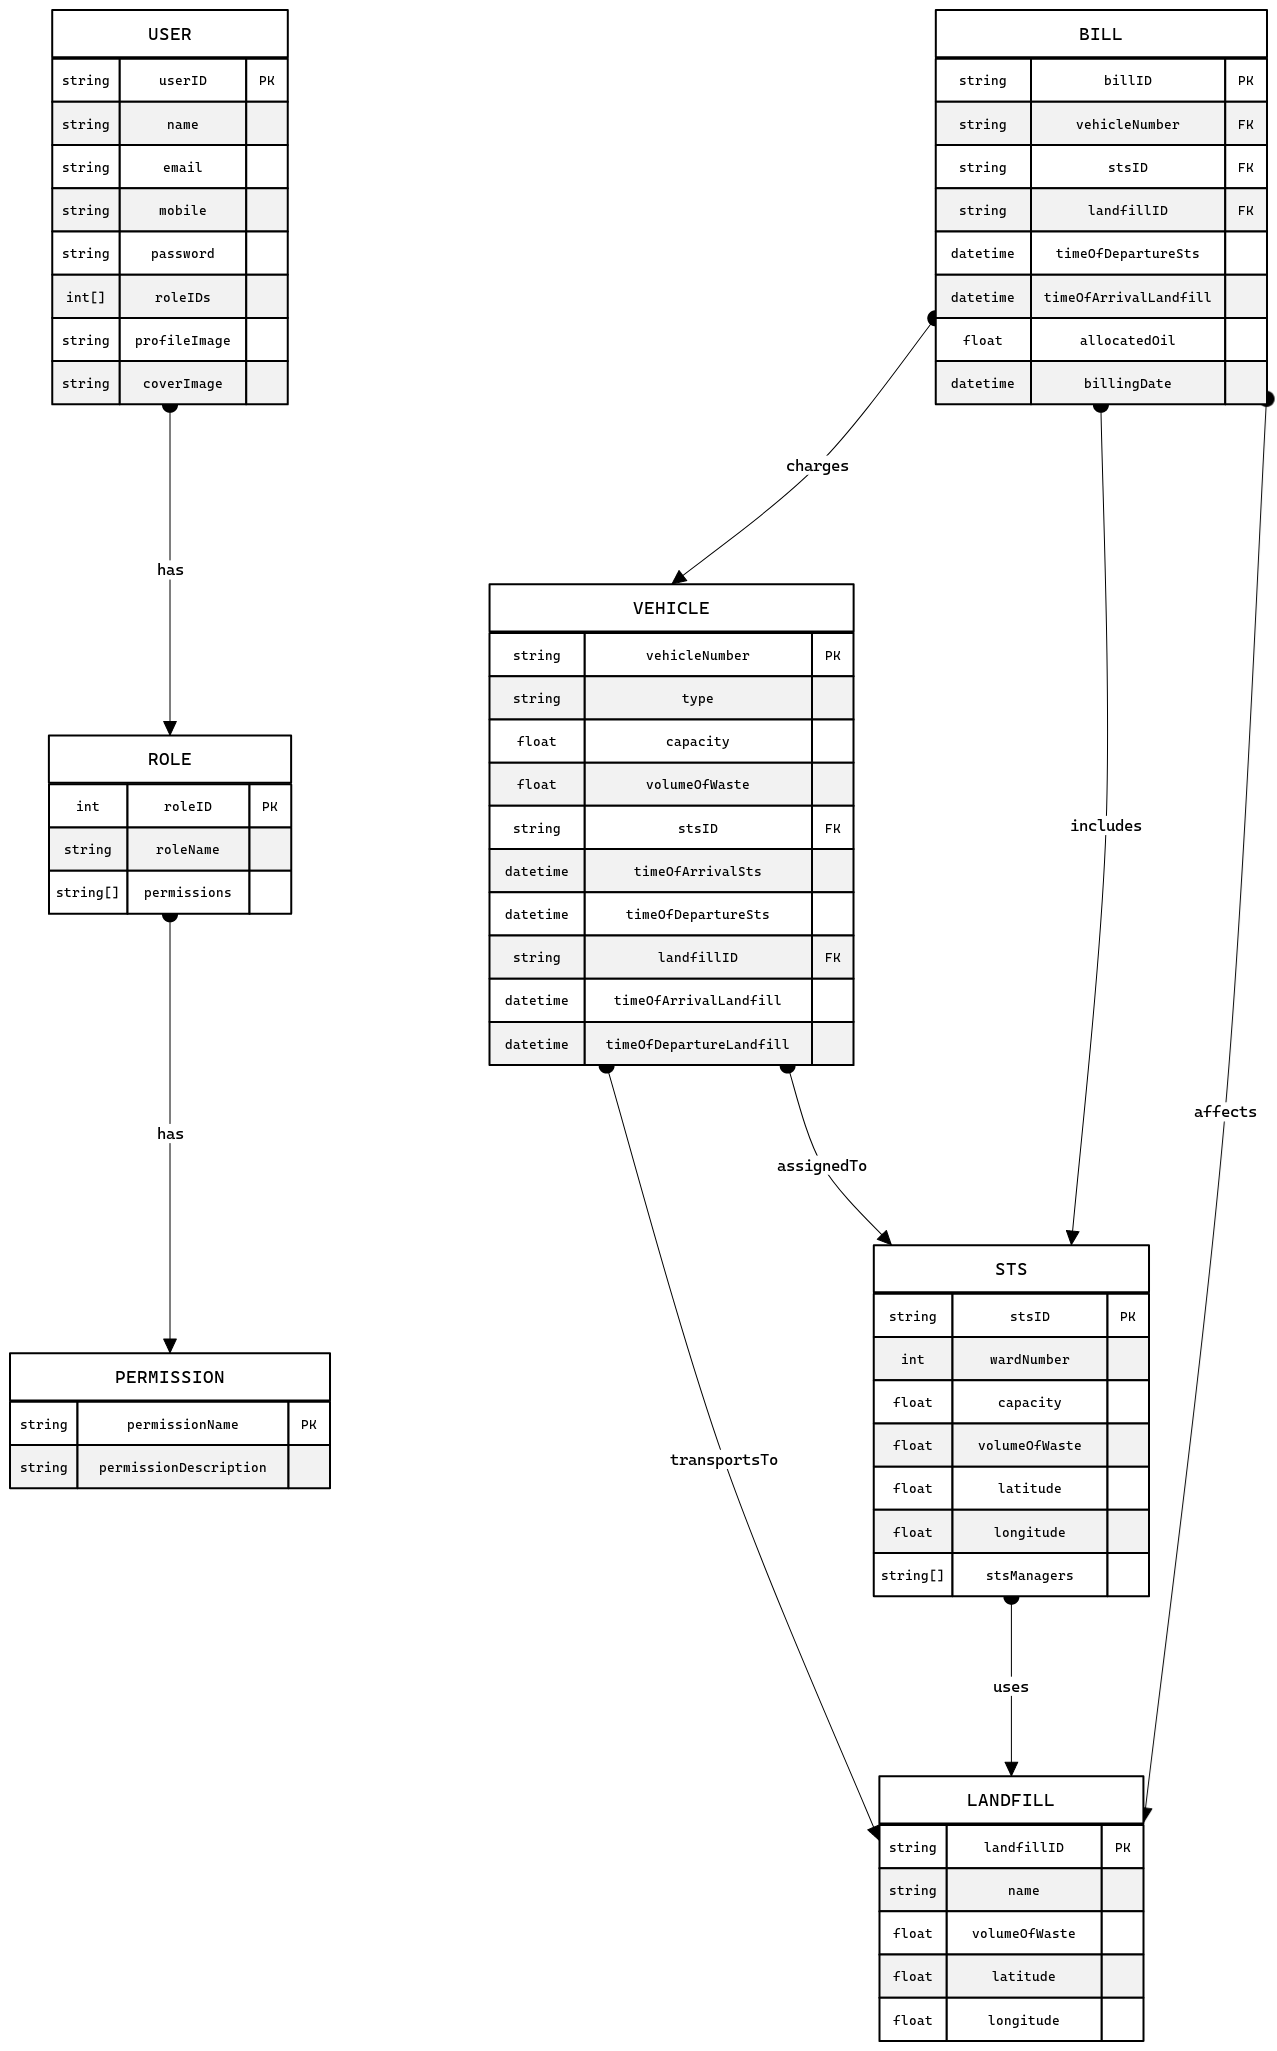 USER
string userID PK
string name
string email
string mobile
string password
int[] roleIDs
string profileImage
string coverImage
BILL
string billID PK
string vehicleNumber FK
string stsID FK
string landfillID FK
datetime timeOfDepartureSts
datetime timeOfArrivalLandfill
float allocatedOil
datetime billingDate
charges
has
VEHICLE
string vehicleNumber PK
string type
float capacity
float volumeOfWaste
string stsID FK
datetime timeOfArrivalSts
datetime timeOfDepartureSts
string landfillID FK
datetime timeOfArrivalLandfill
datetime timeOfDepartureLandfill
ROLE
int roleID PK
string roleName
string[] permissions
includes
affects
has
assignedTo
STS
string stsID PK
int wardNumber
float capacity
float volumeOfWaste
float latitude
float longitude
string[] stsManagers
PERMISSION
string permissionName PK
string permissionDescription
transportsTo
uses
LANDFILL
string landfillID PK
string name
float volumeOfWaste
float latitude
float longitude